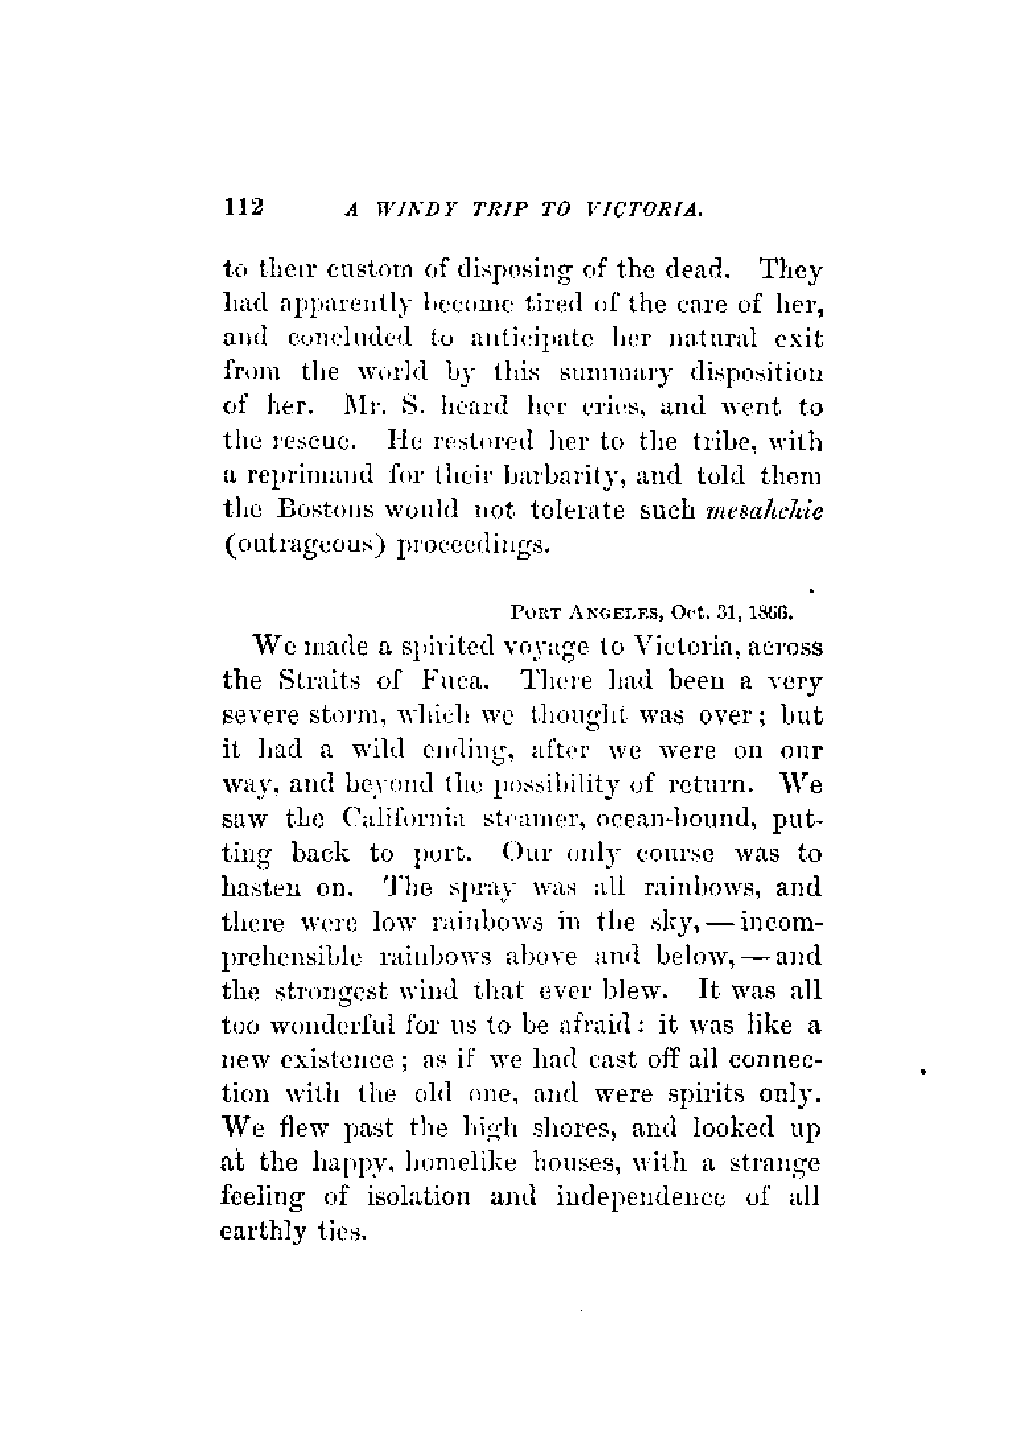 112 A WINDY TRIP TO VICTORIA.
to their custom of disposing of the dead. They
had apparently become tired of the care of her,
and concluded to anticipate her natural exit
from the world by this summary disposition
of her. Mr. S. heard her cries, and went to
the rescue. He restored her to the tribe, with
a reprimand for their barbarity, and told them
the Bostons would not tolerate such mesahchie
(outrageous) proceedings.
PORT ANGELES, Oct. 31, 1866.
We made a spirited voyage to Victoria, across
the Straits of Fuca. There had been a very
severe storm, which we thought was over; but
it had a wild ending, after we were on our
way, and beyond the possibility of return. We
saw the California steamer, ocean-bound, put-
ting back to port. Our only course was to
hasten on. The spray was all rainbows, and
there were low rainbows in the sky, — incom-
prehensible rainbows above and below, — and
the strongest wind that ever blew. It was all
too wonderful for us to be afraid: it was like a
new existence; as if we had cast off all connec-
tion with the old one, and were spirits only.
We flew past the high shores, and looked up
at the happy, homelike houses, with a strange
feeling of isolation and independence of all
earthly ties.